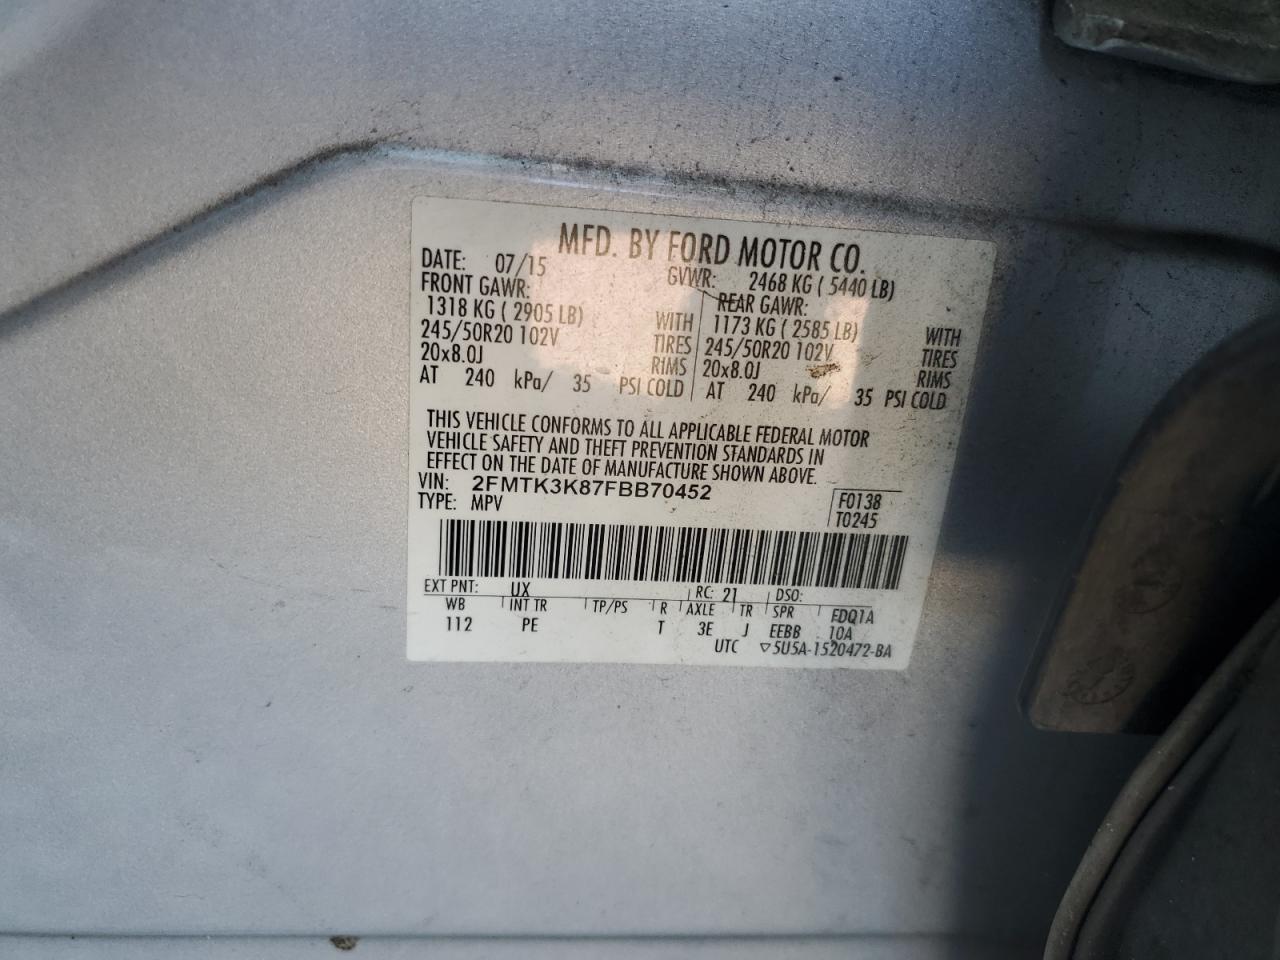 MFD. BY FORD MOTOR CO.
DATE: 07/15 GVWR: 2468 KG ( 5440 LB)
FRONT GAWR: REAR GAWR:
1318 KG ( 2905 LB) WITH 1173 KG ( 2585 LB) WITH
245/50R20 102V TIRES 245/50R20 102V TIRES
20x8.0J RIMS 20x8.0J RIMS
AT 240 kPa/ 35 PSI COLD AT 240 kPa/ 35 PSI COLD
THIS VEHICLE CONFORMS TO ALL APPLICABLE FEDERAL MOTOR
VEHICLE SAFETY AND THEFT PREVENTION STANDARDS IN
EFFECT ON THE DATE OF MANUFACTURE SHOWN ABOVE.
VIN: 2FMTK3K87FBB70452
TYPE: MPV
F0138
T0245
EXT PNT: UX RC: 21 DSO:
WB INT TR TP/PS R AXLE TR SPR EDQ1A
112 PE T 3E J EEBB 10A
UTC ▽5U5A-1520472-BA